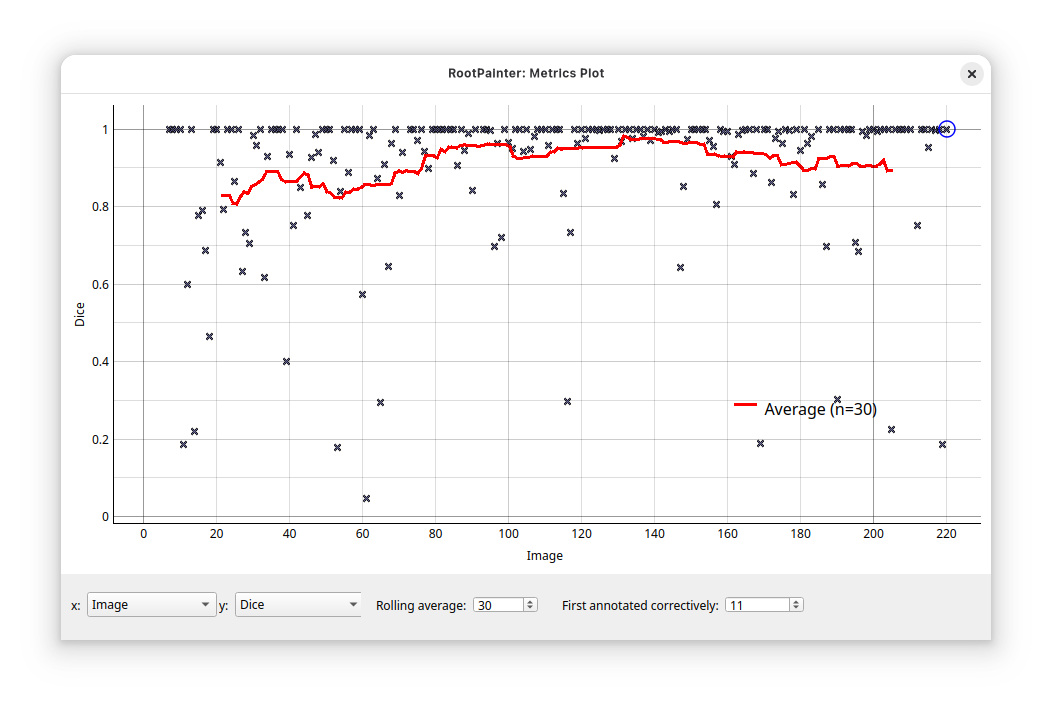 RootPainter: Metrics Plot
1
0.8
0.6
0.4
0.2
0
Dice
Average (n=30)
0 20 40 60 80 100 120 140 160 180 200 220
Image
x: Image y: Dice Rolling average: 30 First annotated correctively: 11